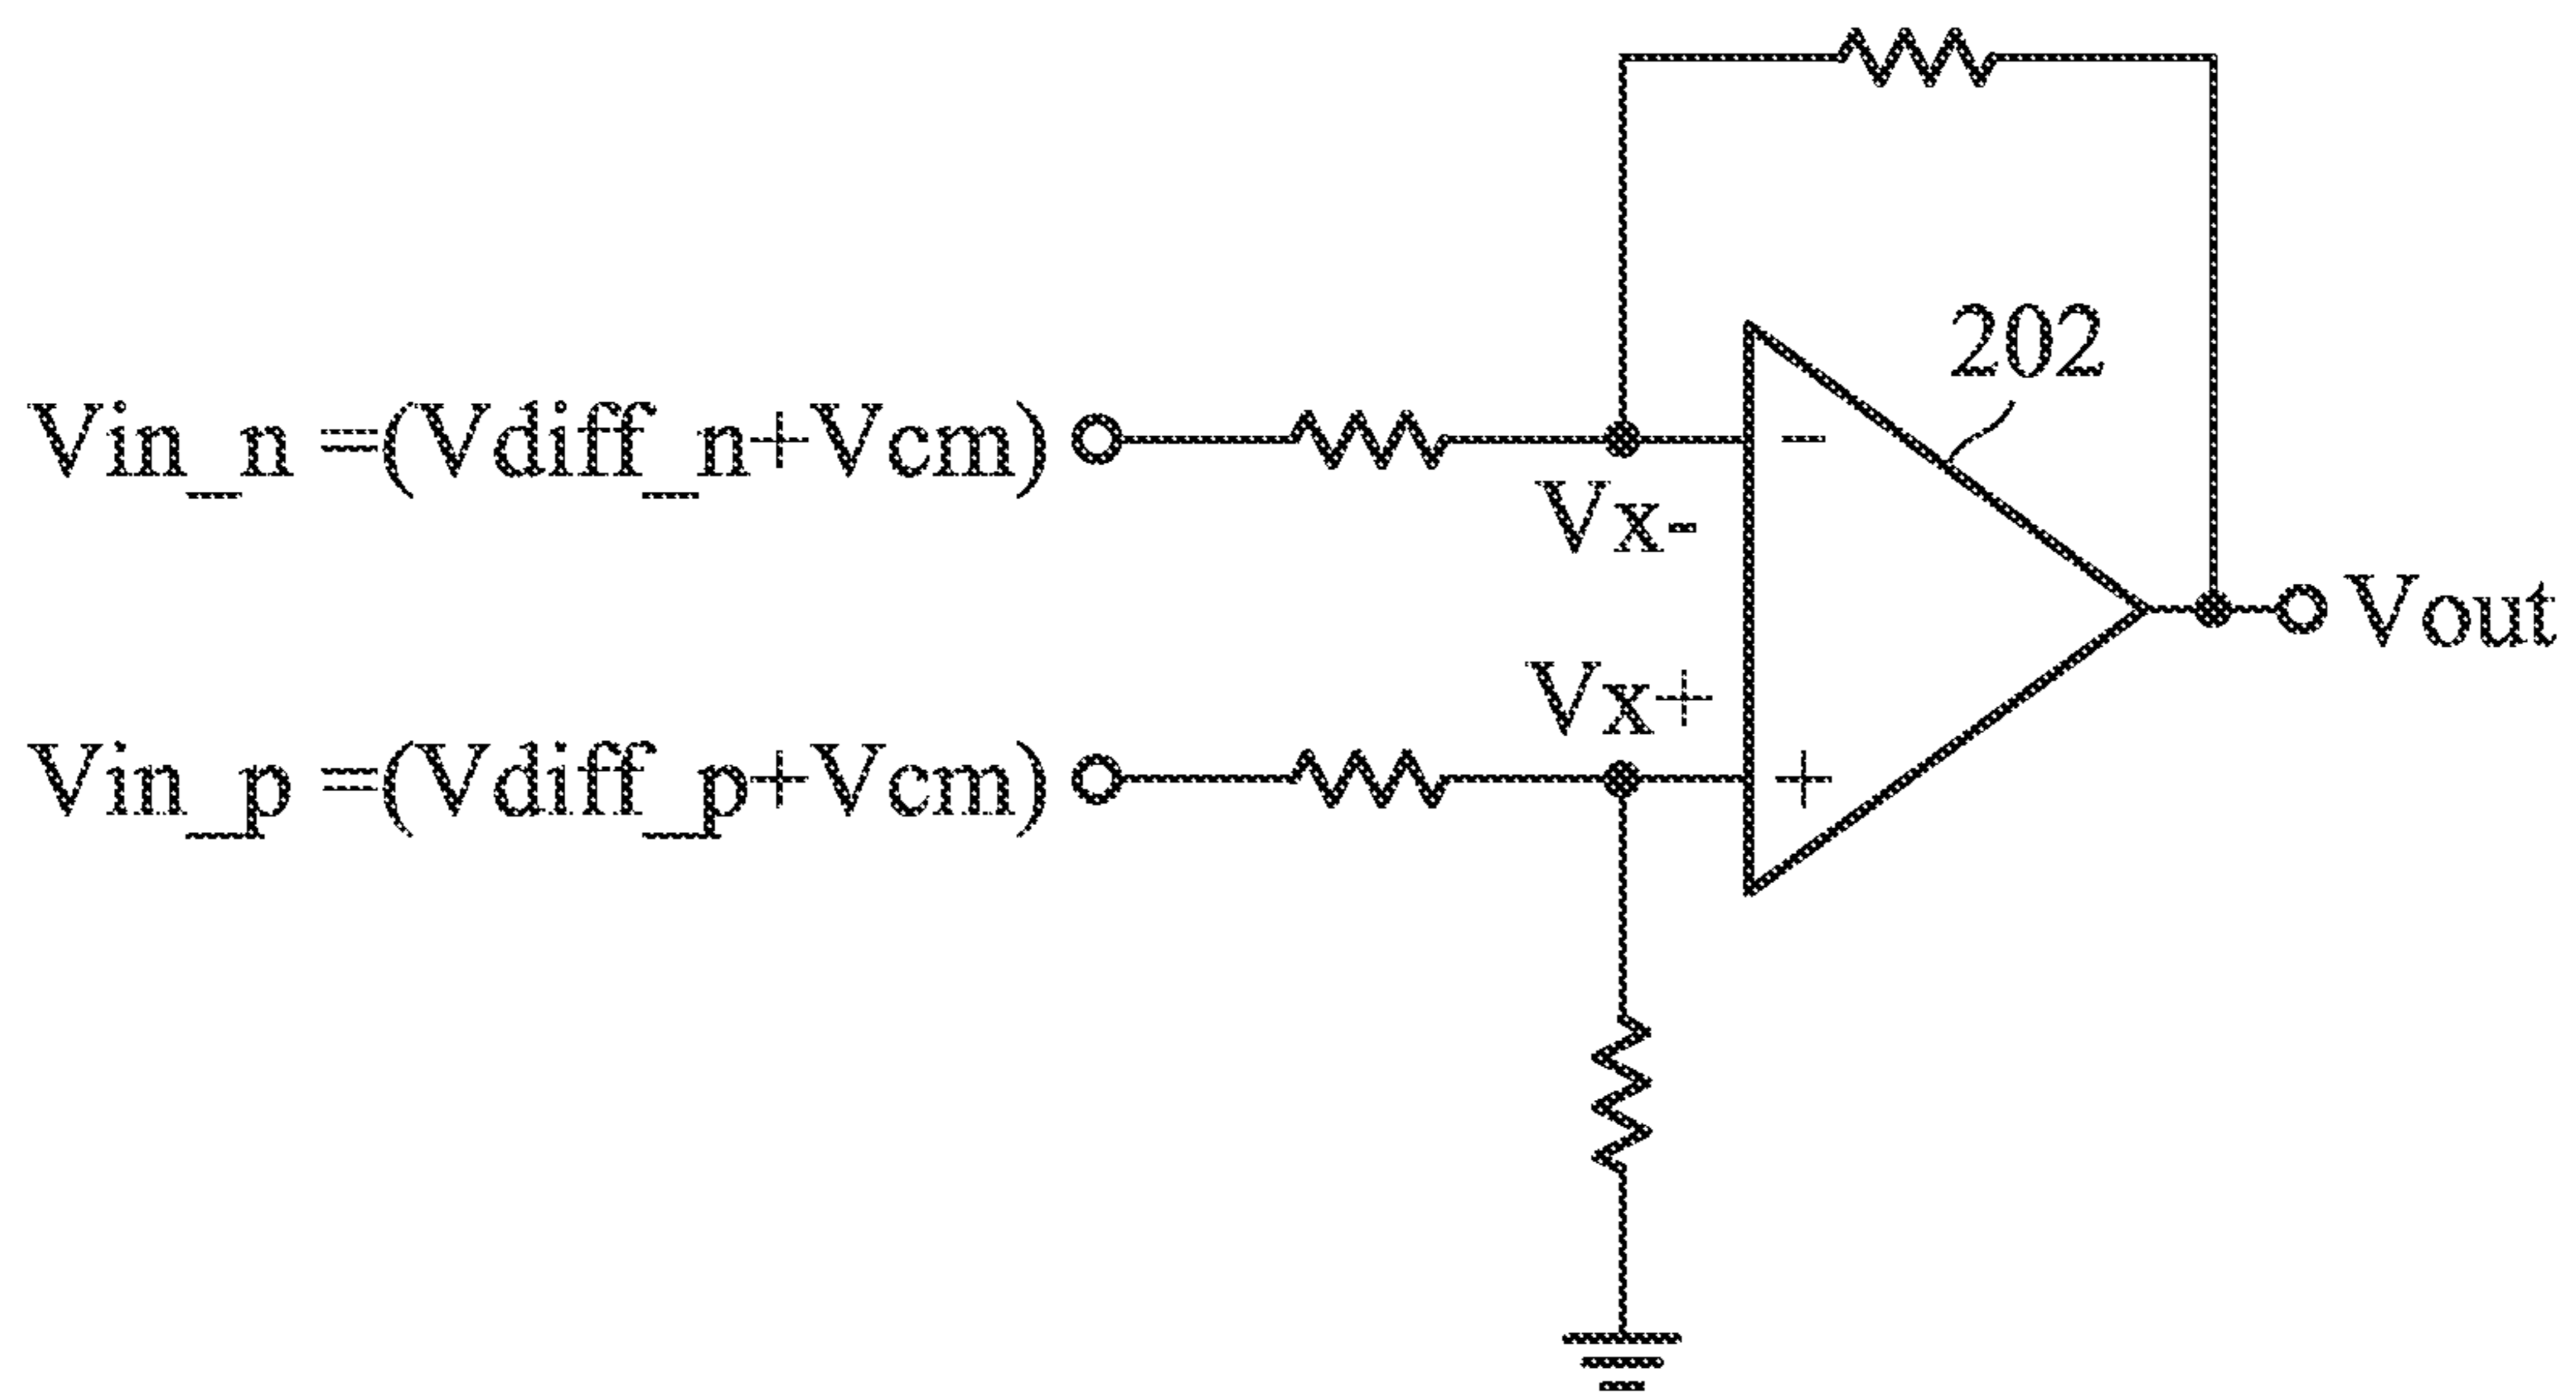 202
Vin_n =(Vdiff_n+Vcm)
-
Vx-
Vout
Vx+
Vin_p =(Vdiff_p+Vcm)
+